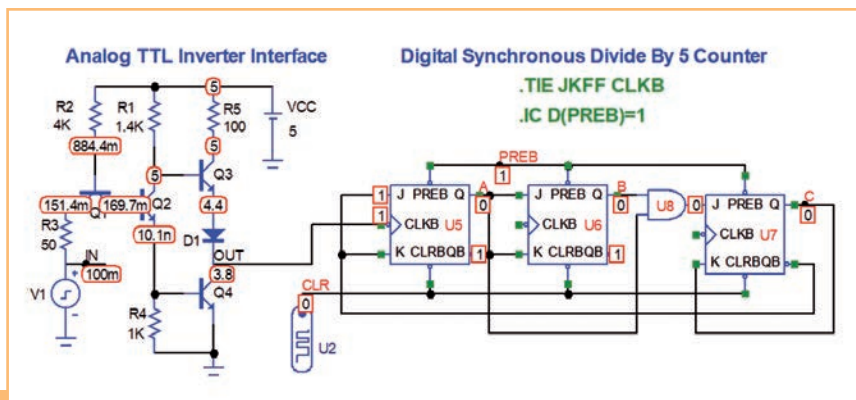 Analog TTL Inverter Interface
Digital Synchronous Divide By 5 Counter
.TIE JKFF CLKB
.IC D(PREB)=1
R2
4K
R1
1.4K
5
R5
100
VCC
5
884.4m
5
5
Q3
151.4m
169.7m
Q2
R3
50
10.1n
4.4
D1
OUT
IN
100m
3.8
V1
Q4
R4
1K
CLR
0
U2
PREB
1
1
J PREB Q
A
0
1
CLKB U5
K CLRBQB
1
J PREB Q
B
0
CLKB U6
K CLRBQB
1
U8
0
J PREB Q
C
0
CLKB U7
K CLRBQB